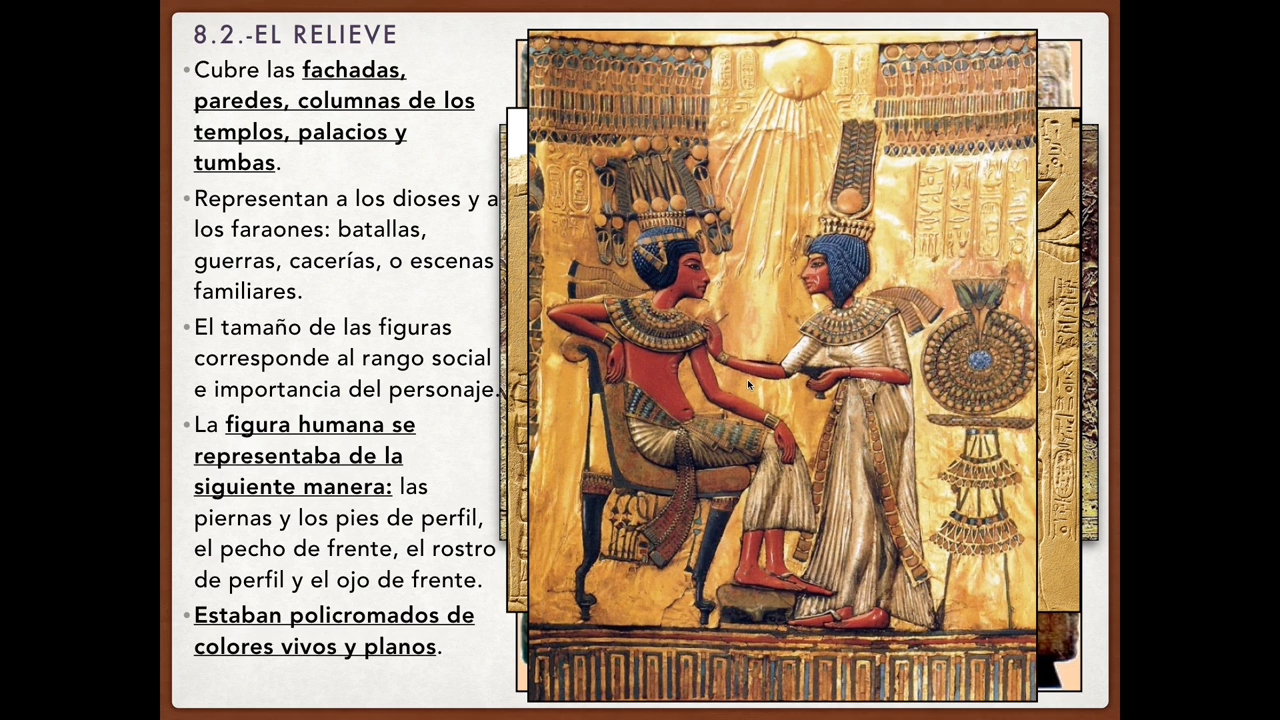 8.2.-EL RELIEVE
•Cubre las fachadas,
paredes, columnas de los
templos, palacios y
tumbas.
•Representan a los dioses y a
los faraones: batallas,
guerras, cacerías, o escenas
familiares.
•El tamaño de las figuras
corresponde al rango social
e importancia del personaje.
•La figura humana se
representaba de la
siguiente manera: las
piernas y los pies de perfil,
el pecho de frente, el rostro
de perfil y el ojo de frente.
•Estaban policromados de
colores vivos y planos.